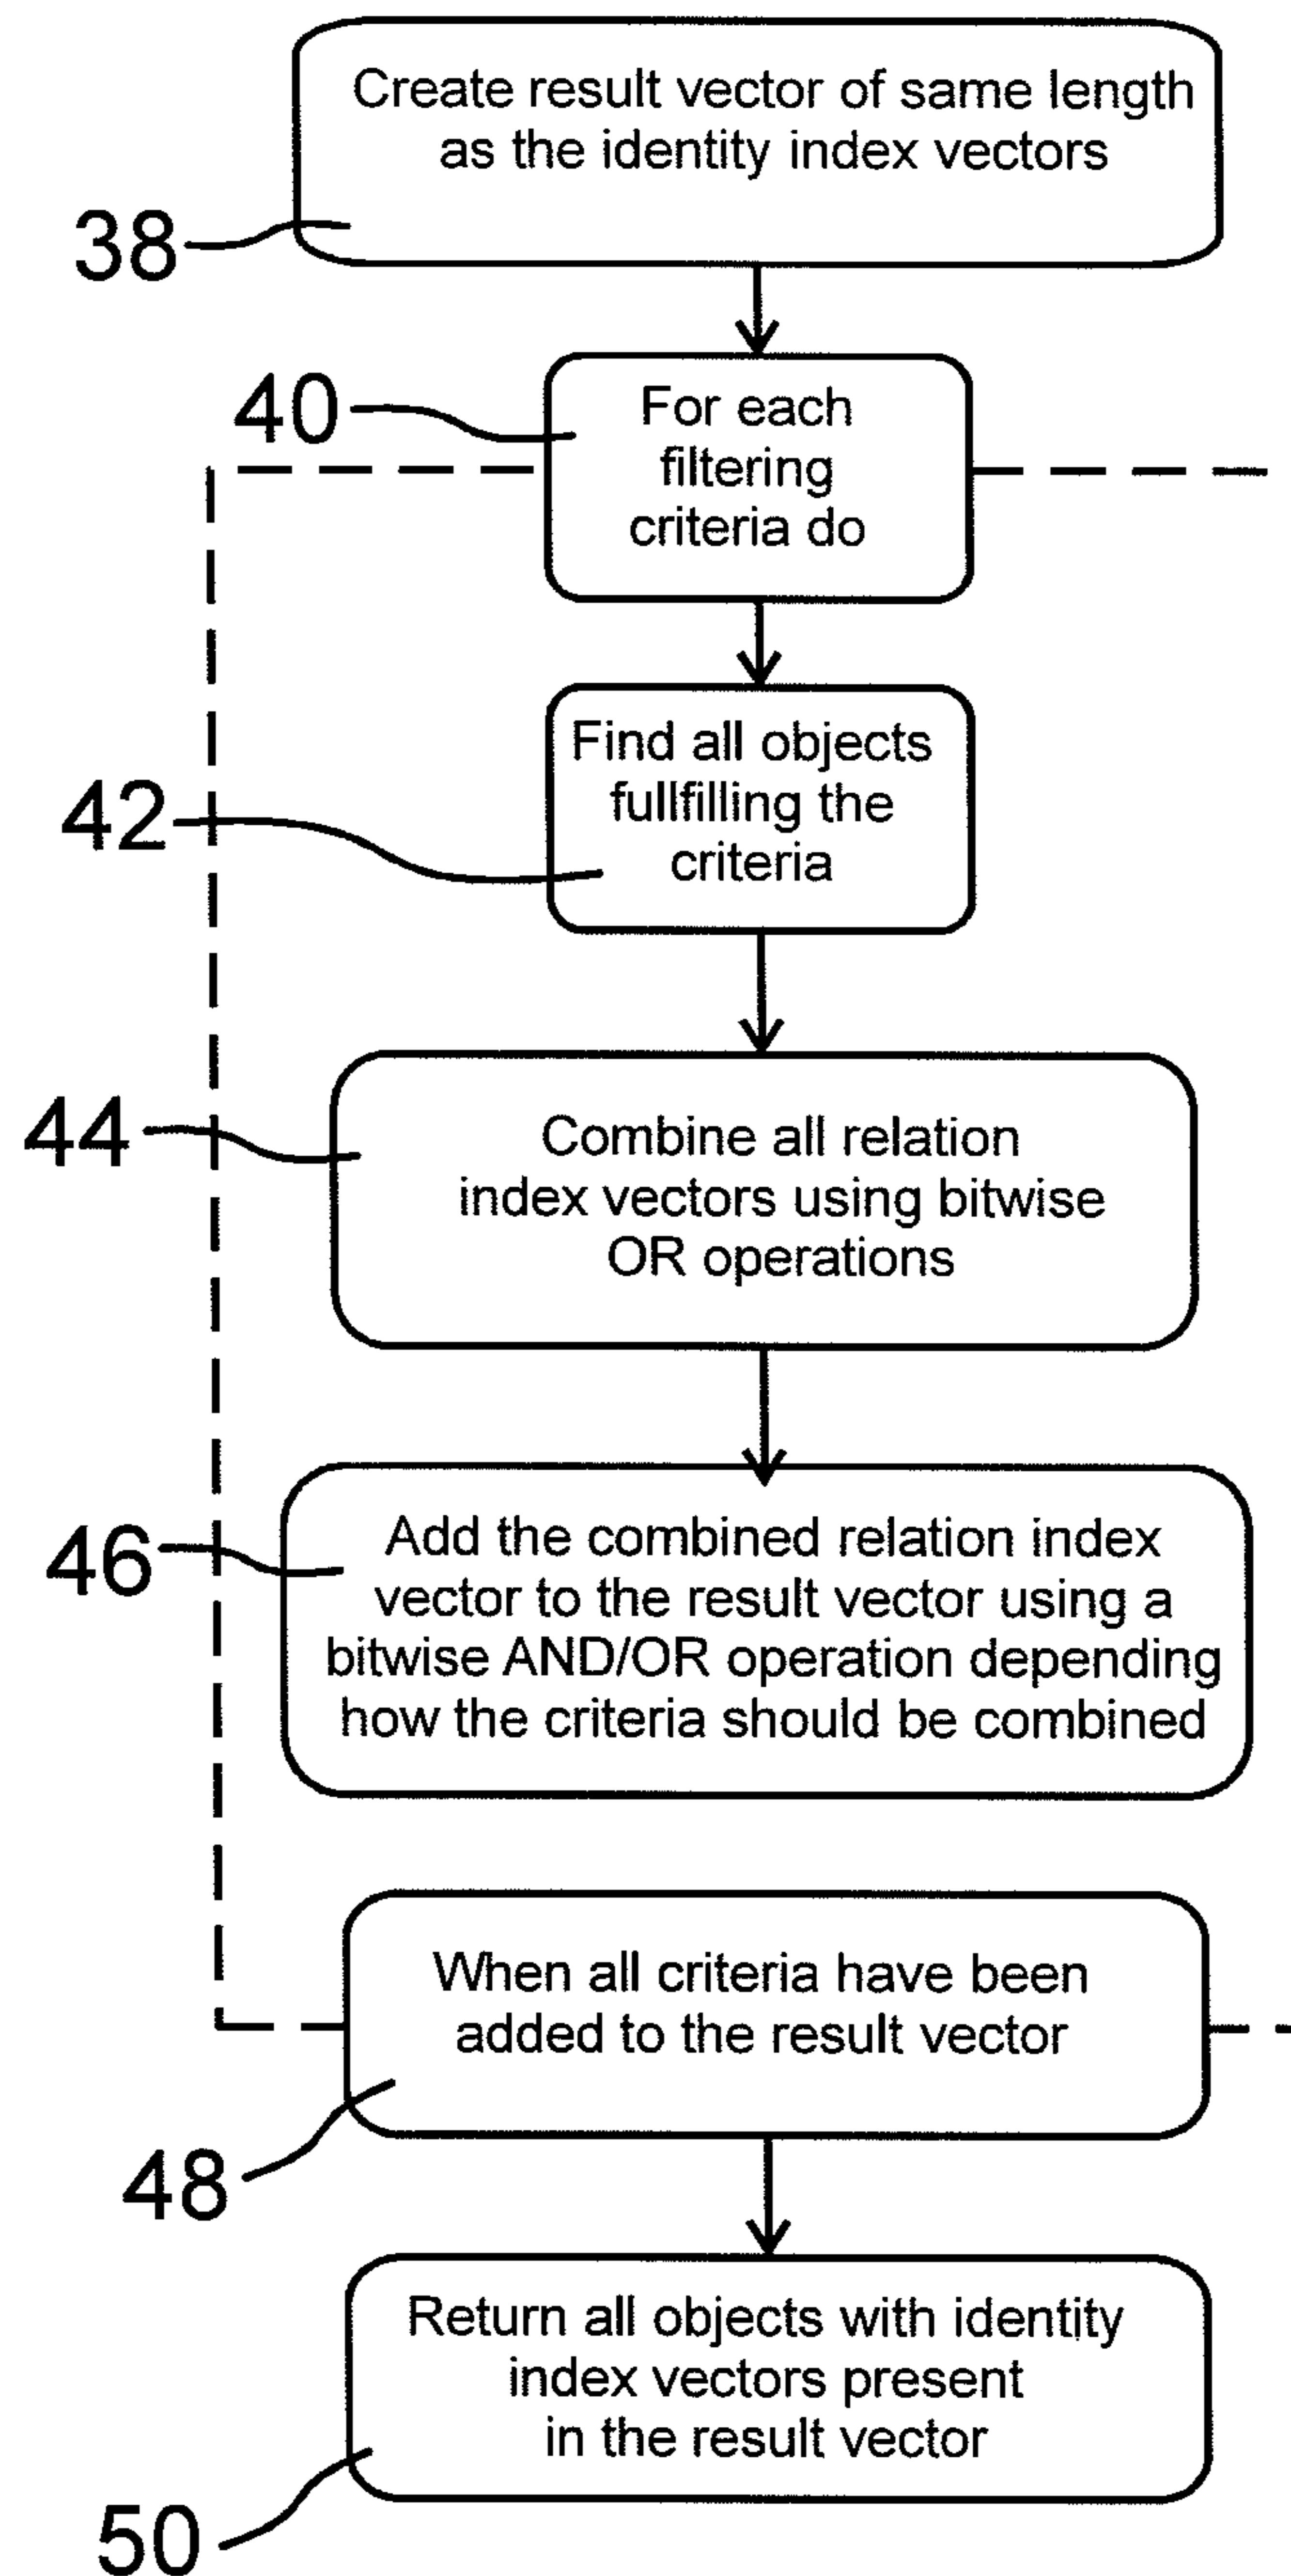 Create result vector of same length
as the identity index vectors
38
40
For each
filtering
criteria do
Find all objects
fullfilling the
criteria
42
44
Combine all relation
index vectors using bitwise
OR operations
46
Add the combined relation index
vector to the result vector using a
bitwise AND/OR operation depending
how the criteria should be combined
When all criteria have been
added to the result vector
48
Return all objects with identity
index vectors present
in the result vector
50